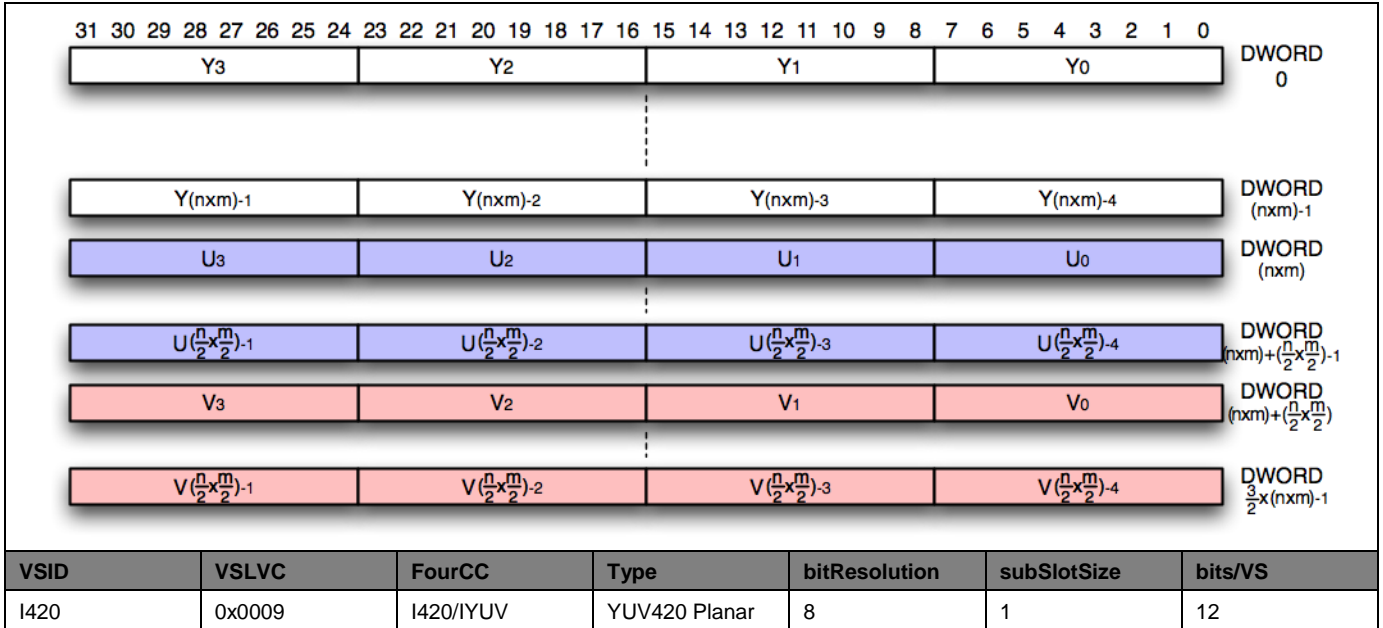 31 30 29 28 27 26 25 24 23 22 21 20 19 18 17 16 15 14 13 12 11 10 9 8 7 6 5 4 3 2 1 0
Y3 Y2 Y1 Y0 DWORD 0
Y(nxm)-1 Y(nxm)-2 Y(nxm)-3 Y(nxm)-4 DWORD (nxm)-1
U3 U2 U1 U0 DWORD (nxm)
U(n/2xm/2)-1 U(n/2xm/2)-2 U(n/2xm/2)-3 U(n/2xm/2)-4 DWORD (nxm)+(n/2xm/2)-1
V3 V2 V1 V0 DWORD (nxm)+(n/2xm/2)
V(n/2xm/2)-1 V(n/2xm/2)-2 V(n/2xm/2)-3 V(n/2xm/2)-4 DWORD 3/2x(nxm)-1
VSID VSLVC FourCC Type bitResolution subSlotSize bits/VS
I420 0x0009 I420/IYUV YUV420 Planar 8 1 12